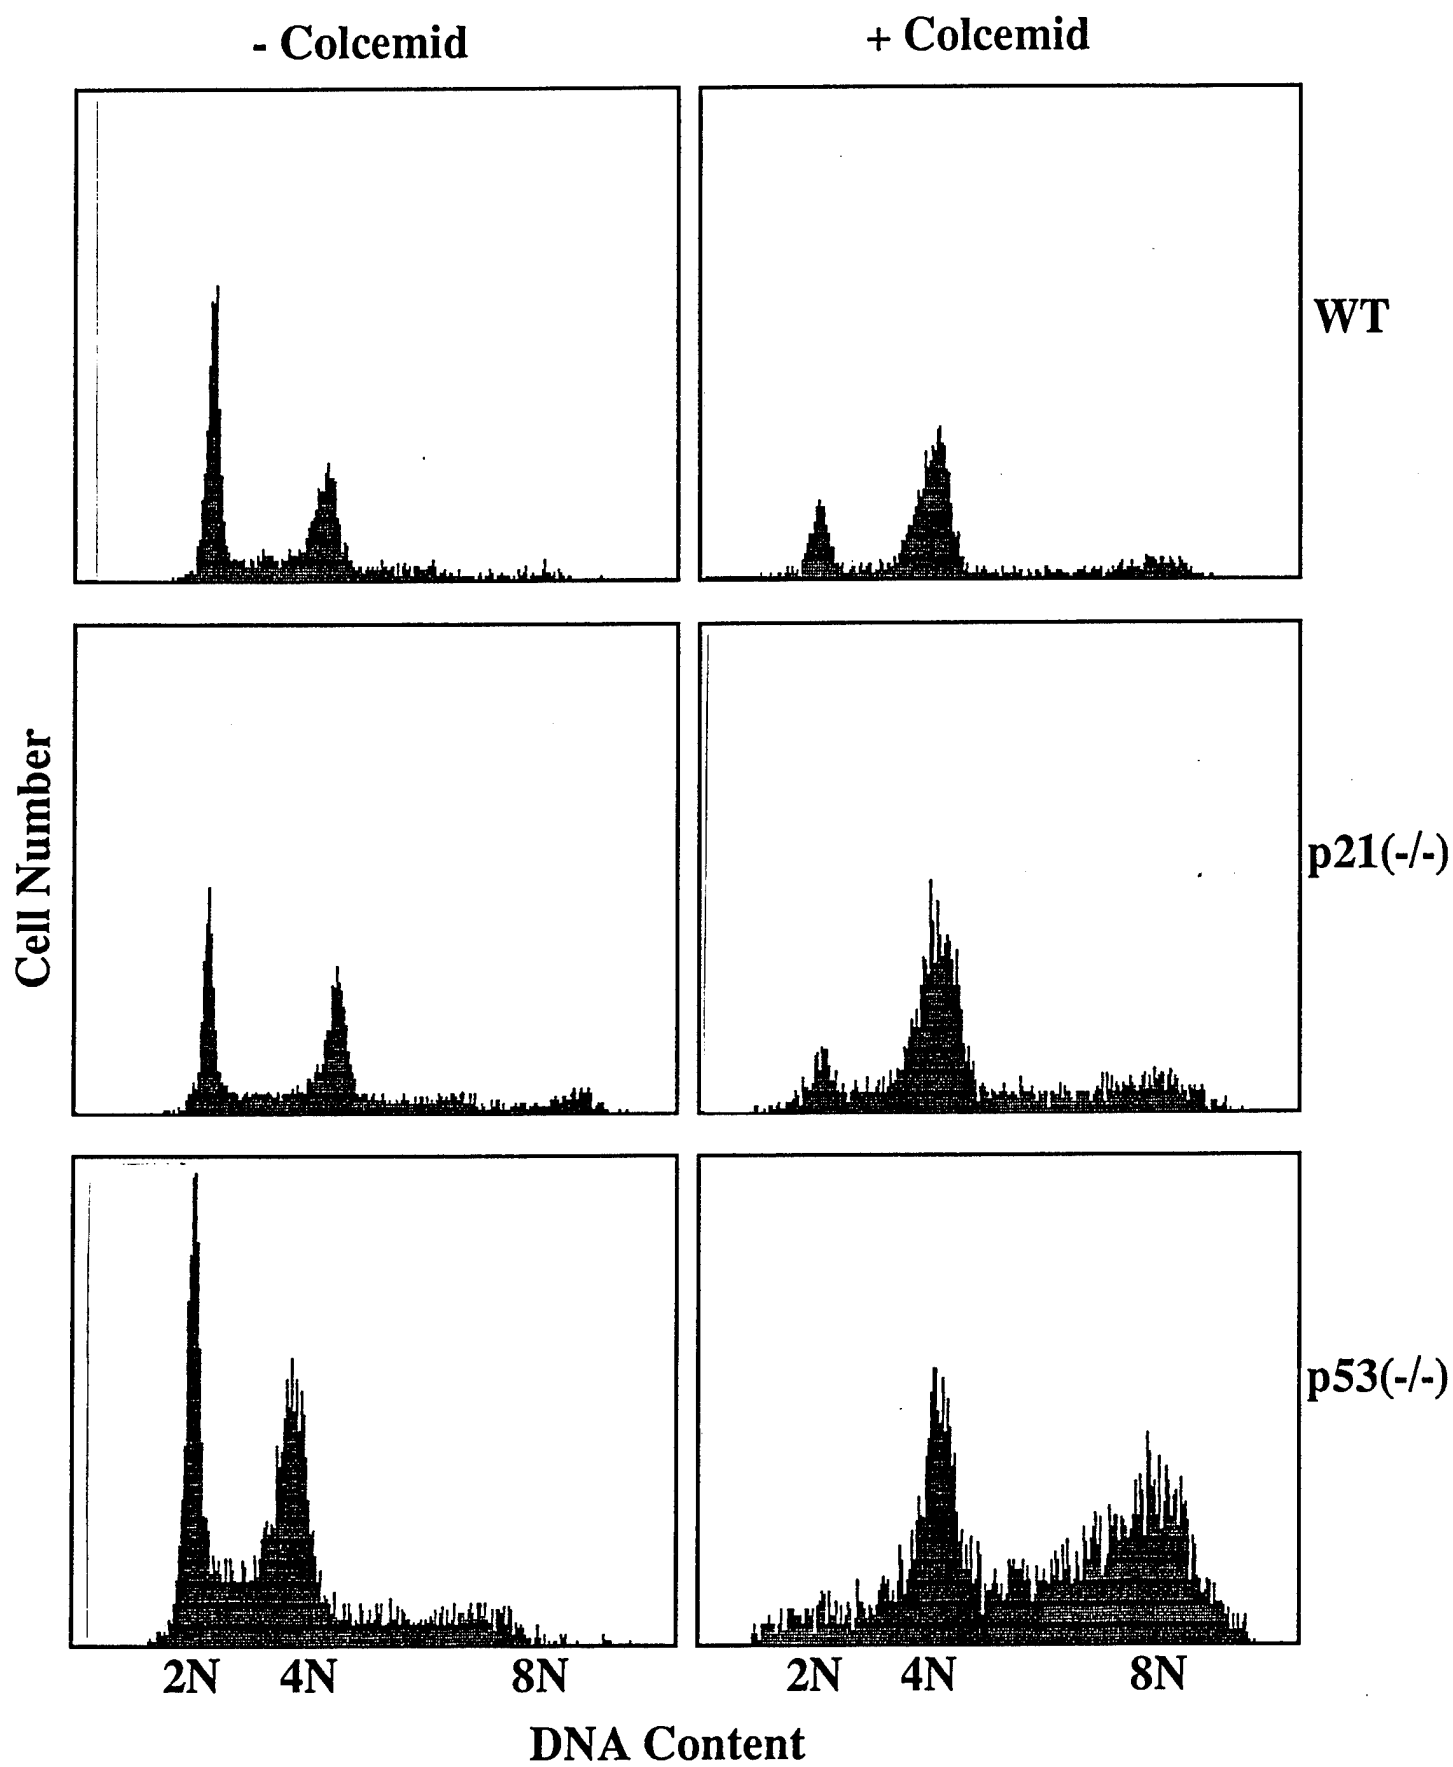 - Colcemid
+ Colcemid
WT
p21(-/-)
p53(-/-)
Cell Number
2N 4N 8N
2N 4N 8N
DNA Content